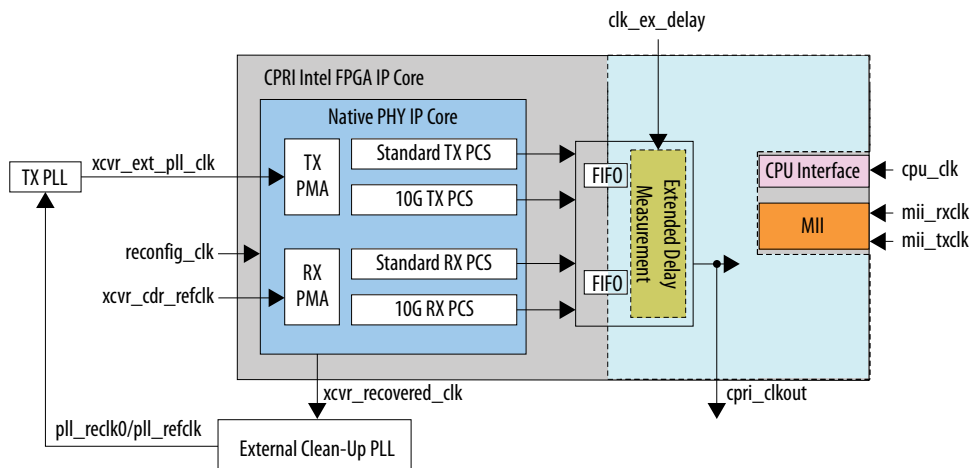 clk_ex_delay
CPRI Intel FPGA IP Core
Native PHY IP Core
TX PLL
xcvr_ext_pll_clk
TX
PMA
Standard TX PCS
10G TX PCS
FIFO
Extended Delay
Measurement
CPU Interface
cpu_clk
MII
mii_rxclk
mii_txclk
reconfig_clk
xcvr_cdr_refclk
RX
PMA
Standard RX PCS
10G RX PCS
FIFO
xcvr_recovered_clk
cpri_clkout
pll_reclk0/pll_refclk
External Clean-Up PLL